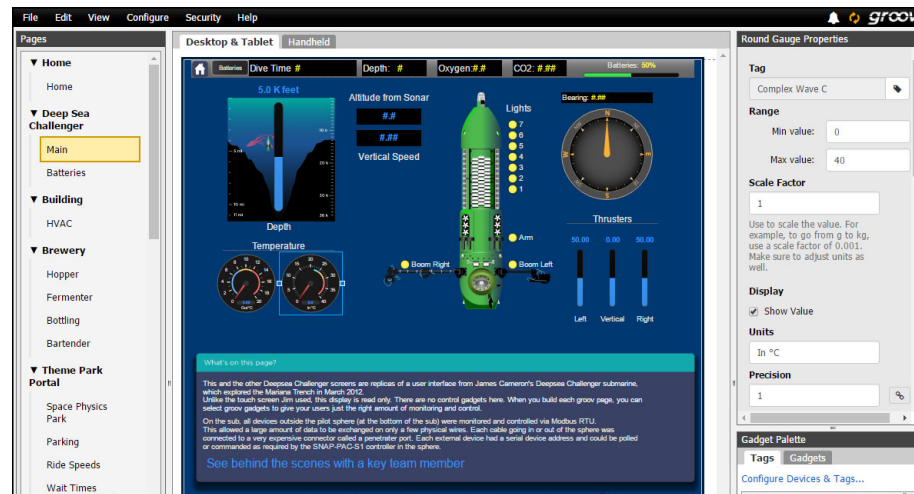 File Edit View Configure Security Help
groov
Pages
▼ Home
Home
▼ Deep Sea
Challenger
Main
Batteries
▼ Building
HVAC
▼ Brewery
Hopper
Fermenter
Bottling
Bartender
▼ Theme Park
Portal
Space Physics
Park
Parking
Ride Speeds
Wait Times
Desktop & Tablet Handheld
Batteries Dive Time # Depth: # Oxygen:#.# CO2: #.## Batteries: 50%
5.0 K feet
Depth
Altitude from Sonar
#.#
#.##
Vertical Speed
Lights
7
6
5
4
3
2
1
Arm
Boom Right
Boom Left
Bearing: #.##
N
E
S
W
Thrusters
50.00 0.00 50.00
Left Vertical Right
Temperature
Out°C
In°C
What's on this page?
This and the other Deepsea Challenger screens are replicas of a user interface from James Cameron's Deepsea Challenger submarine,
which explored the Mariana Trench in March 2012.
Unlike the touch screen Jim used, this display is read only. There are no control gadgets here. When you build each groov page, you can
select groov gadgets to give your users just the right amount of monitoring and control.
On the sub, all devices outside the pilot sphere (at the bottom of the sub) were monitored and controlled via Modbus RTU.
This allowed a large amount of data to be exchanged on only a few physical wires. Each cable going in or out of the sphere was
connected to a very expensive connector called a penetrater port. Each external device had a serial device address and could be polled
or commanded as required by the SNAP-PAC-S1 controller in the sphere.
See behind the scenes with a key team member
Round Gauge Properties
Tag
Complex Wave C
Range
Min value: 0
Max value: 40
Scale Factor
1
Use to scale the value. For
example, to go from g to kg,
use a scale factor of 0.001.
Make sure to adjust units as
well.
Display
Show Value
Units
In °C
Precision
1
Gadget Palette
Tags Gadgets
Configure Devices & Tags...